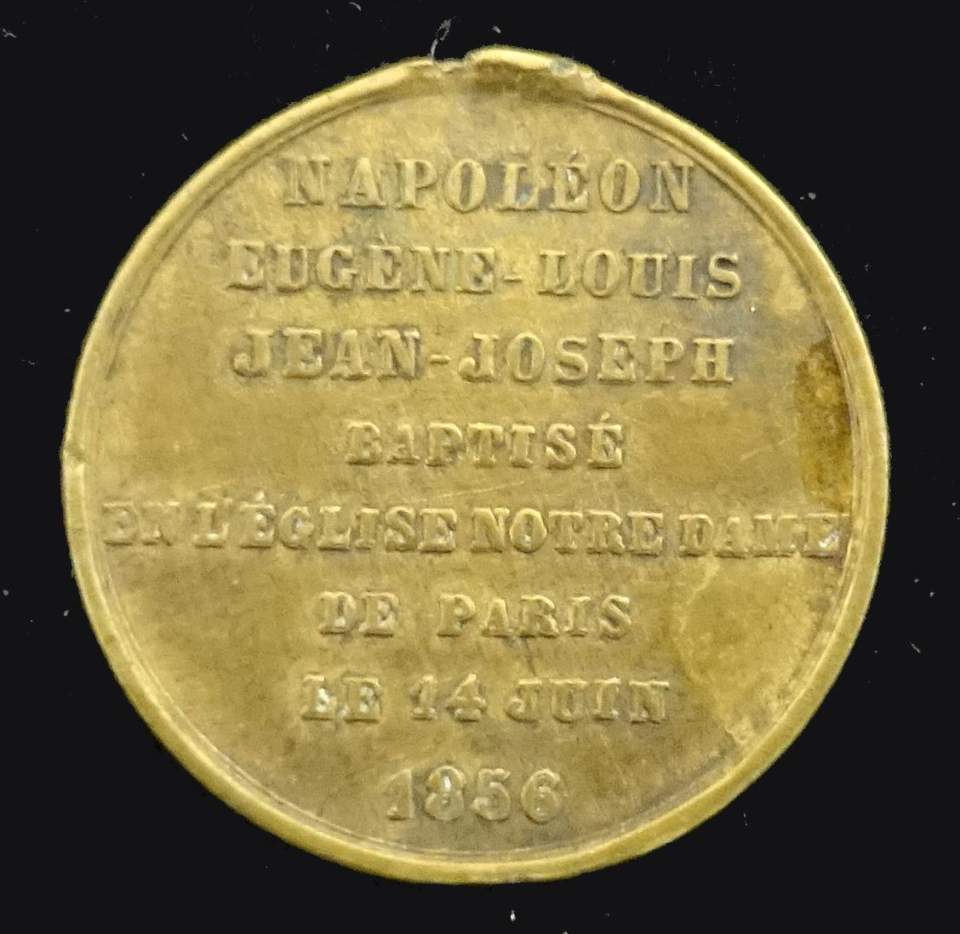 NAPOLÉON
EUGÈNE-LOUIS
JEAN-JOSEPH
BAPTISÉ
EN L'ÉGLISE NOTRE DAME
DE PARIS
LE 14 JUIN
1856